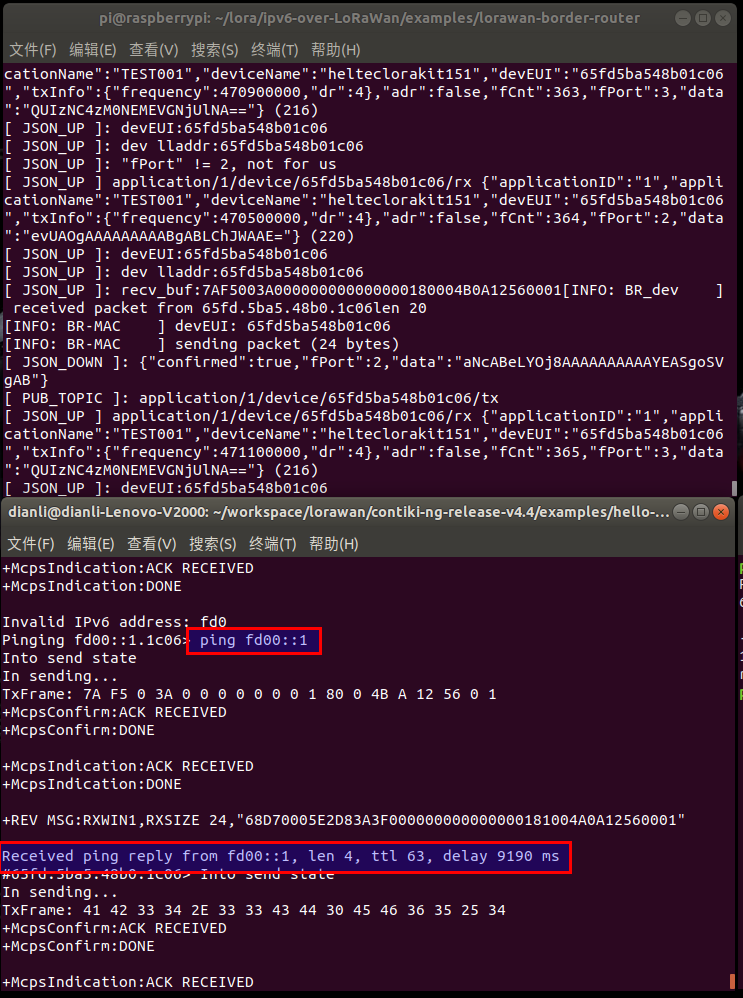 pi@raspberrypi: ~/lora/ipv6-over-LoRaWan/examples/lorawan-border-router
文件(F) 编辑(E) 查看(V) 搜索(S) 终端(T) 帮助(H)
cationName":"TEST001","deviceName":"helteclorakit151","devEUI":"65fd5ba548b01c06
","txInfo":{"frequency":470900000,"dr":4},"adr":false,"fCnt":363,"fPort":3,"data
":"QUIzNC4zM0NEMEVGNjUlNA=="} (216)
[ JSON_UP ]: devEUI:65fd5ba548b01c06
[ JSON_UP ]: dev lladdr:65fd5ba548b01c06
[ JSON_UP ]: "fPort" != 2, not for us
[ JSON_UP ] application/1/device/65fd5ba548b01c06/rx {"applicationID":"1","appli
cationName":"TEST001","deviceName":"helteclorakit151","devEUI":"65fd5ba548b01c06
","txInfo":{"frequency":470500000,"dr":4},"adr":false,"fCnt":364,"fPort":2,"data
":"evUAOgAAAAAAAAABgABLChJWAAE="} (220)
[ JSON_UP ]: devEUI:65fd5ba548b01c06
[ JSON_UP ]: dev lladdr:65fd5ba548b01c06
[ JSON_UP ]: recv_buf:7AF5003A0000000000000000180004B0A12560001[INFO: BR_dev    ]
 received packet from 65fd.5ba5.48b0.1c06len 20
[INFO: BR-MAC    ] devEUI: 65fd5ba548b01c06
[INFO: BR-MAC    ] sending packet (24 bytes)
[ JSON_DOWN ]: {"confirmed":true,"fPort":2,"data":"aNcABeLYOj8AAAAAAAAAAYEASgoSV
gAB"}
[ PUB_TOPIC ]: application/1/device/65fd5ba548b01c06/tx
[ JSON_UP ] application/1/device/65fd5ba548b01c06/rx {"applicationID":"1","appli
cationName":"TEST001","deviceName":"helteclorakit151","devEUI":"65fd5ba548b01c06
","txInfo":{"frequency":471100000,"dr":4},"adr":false,"fCnt":365,"fPort":3,"data
":"QUIzNC4zM0NEMEVGNjUlNA=="} (216)
[ JSON_UP ]: devEUI:65fd5ba548b01c06
dianli@dianli-Lenovo-V2000: ~/workspace/lorawan/contiki-ng-release-v4.4/examples/hello-...
文件(F) 编辑(E) 查看(V) 搜索(S) 终端(T) 帮助(H)
+McpsIndication:ACK RECEIVED
+McpsIndication:DONE
Invalid IPv6 address: fd0
Pinging fd00::1.1c06> ping fd00::1
Into send state
In sending...
TxFrame: 7A F5 0 3A 0 0 0 0 0 0 0 1 80 0 4B A 12 56 0 1
+McpsConfirm:ACK RECEIVED
+McpsConfirm:DONE
+McpsIndication:ACK RECEIVED
+McpsIndication:DONE
+REV MSG:RXWIN1,RXSIZE 24,"68D70005E2D83A3F0000000000000000181004A0A12560001"
Received ping reply from fd00::1, len 4, ttl 63, delay 9190 ms
#65fd.5ba5.48b0.1c06> Into send state
In sending...
TxFrame: 41 42 33 34 2E 33 33 43 44 30 45 46 36 35 25 34
+McpsConfirm:ACK RECEIVED
+McpsConfirm:DONE
+McpsIndication:ACK RECEIVED